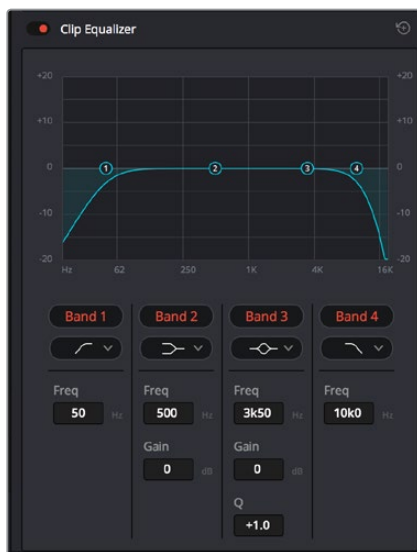 Clip Equalizer
+20 +20
+10 +10
0 1 2 3 4 0
-10 -10
-20 -20
Hz 62 250 1K 4K 16K
Band 1 Band 2 Band 3 Band 4
Freq Freq Freq Freq
50 Hz 500 Hz 3k50 Hz 10k0 Hz
Gain Gain
0 dB 0 dB
Q
+1.0